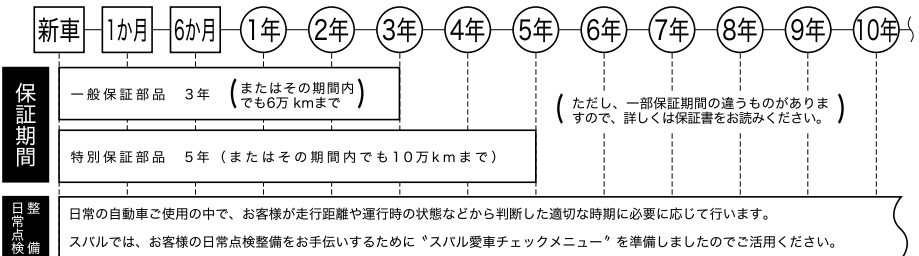 新車 1か月 6か月 1年 2年 3年 4年 5年 6年 7年 8年 9年 10年
保証期間
一般保証部品 3年 (またはその期間内
でも6万 kmまで)
(ただし、一部保証期間の違うものがありま
すので、詳しくは保証書をお読みください。)
特別保証部品 5年(またはその期間内でも10万kmまで)
日常点検
整備
日常の自動車ご使用の中で、お客様が走行距離や運行時の状態などから判断した適切な時期に必要に応じて行います。
スバルでは、お客様の日常点検整備をお手伝いするために〝スバル愛車チェックメニュー〟を準備しましたのでご活用ください。